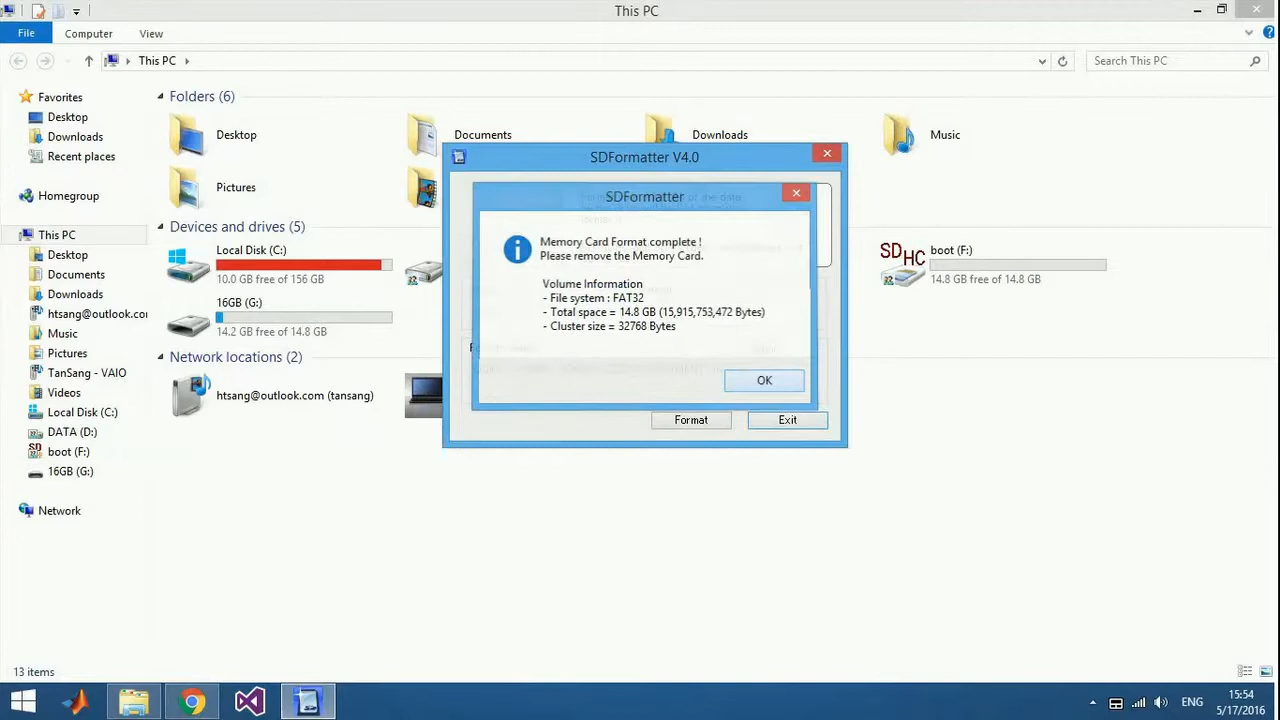 This PC
File
Computer
View
This PC
Search This PC
Favorites
Desktop
Downloads
Recent places
Homegroup
This PC
Desktop
Documents
Downloads
htsang@outlook.cor
Music
Pictures
TanSang - VAIO
Videos
Local Disk (C:)
DATA (D:)
boot (F:)
16GB (G:)
Network
Folders (6)
Desktop
Documents
Downloads
Music
Pictures
Devices and drives (5)
Local Disk (C:)
10.0 GB free of 156 GB
SDHC
boot (F:)
14.8 GB free of 14.8 GB
16GB (G:)
14.2 GB free of 14.8 GB
Network locations (2)
htsang@outlook.com (tansang)
SDFormatter V4.0
SDFormatter
Memory Card Format complete !
Please remove the Memory Card.
Volume Information
- File system : FAT32
- Total space = 14.8 GB (15,915,753,472 Bytes)
- Cluster size = 32768 Bytes
OK
Format
Exit
13 items
ENG
15:54
5/17/2016